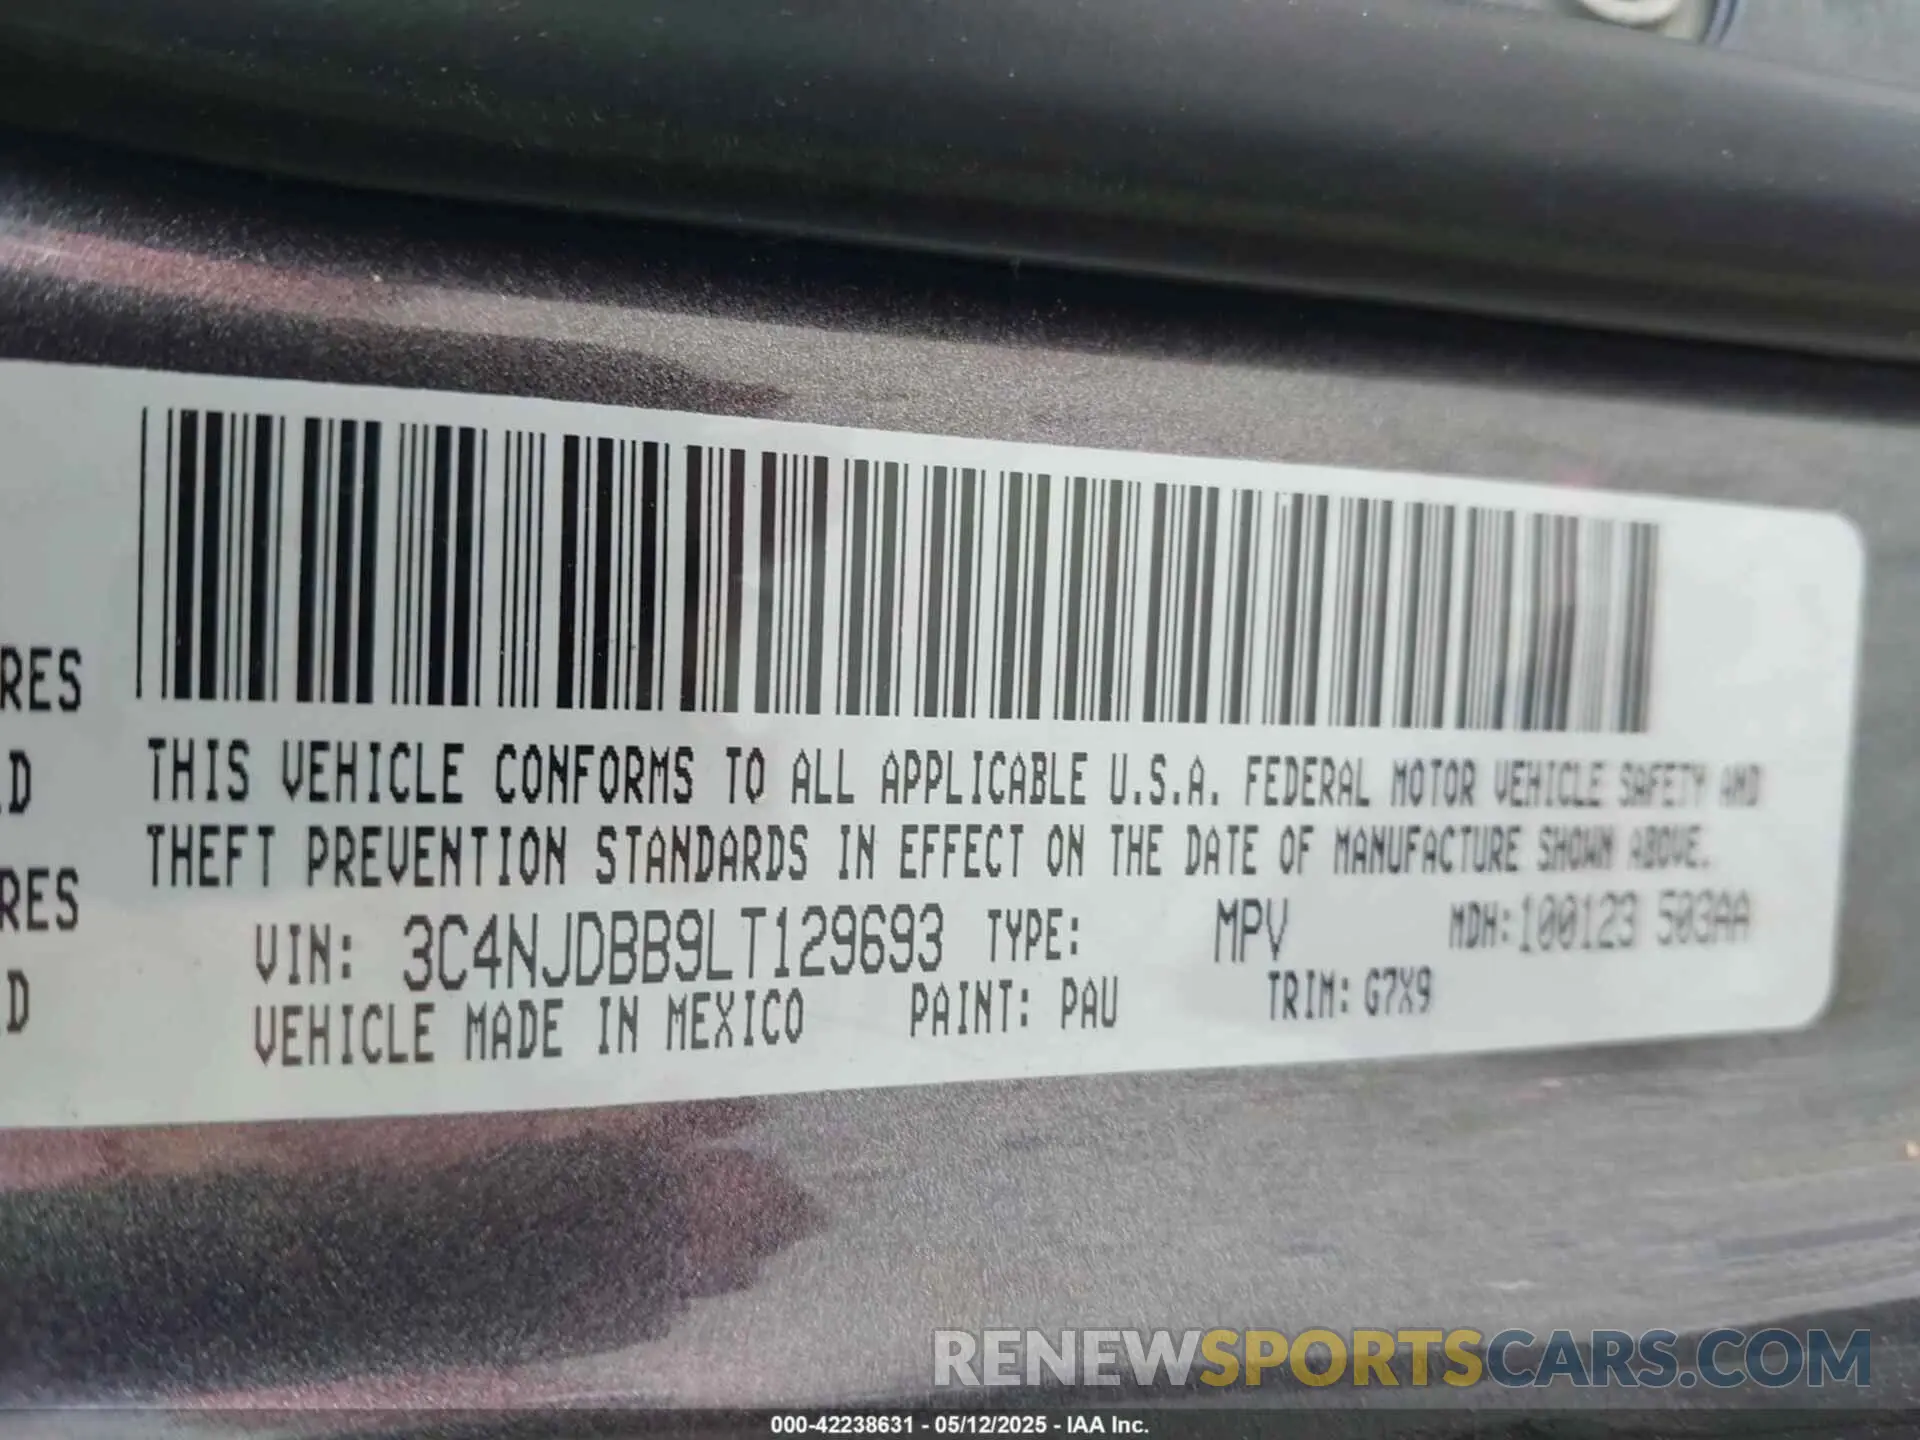 RES
D
RES
D
THIS VEHICLE CONFORMS TO ALL APPLICABLE U.S.A. FEDERAL MOTOR VEHICLE SAFETY AND
THEFT PREVENTION STANDARDS IN EFFECT ON THE DATE OF MANUFACTURE SHOWN ABOVE.
VIN: 3C4NJDBB9LT129693 TYPE: MPV MDH:100123 503AA
VEHICLE MADE IN MEXICO PAINT: PAU TRIM: G7X9
RENEWSPORTSCARS.COM
000-42238631 - 05/12/2025 - IAA Inc.